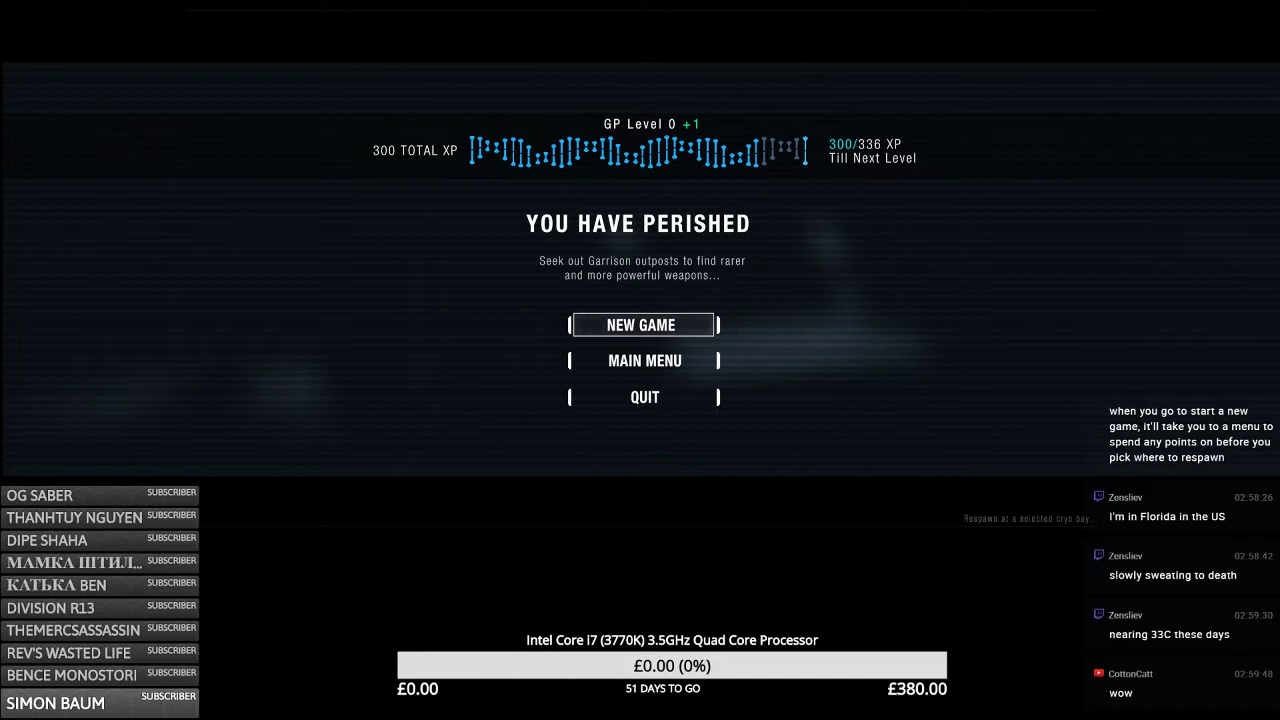 GP Level 0 +1
300 TOTAL XP
300/336 XP
Till Next Level
YOU HAVE PERISHED
Seek out Garrison outposts to find rarer
and more powerful weapons...
NEW GAME
MAIN MENU
QUIT
when you go to start a new
game, it'll take you to a menu to
spend any points on before you
pick where to respawn
Zensliev 02:58:26
I'm in Florida in the US
Respawn at a selected cryo bay...
Zensliev 02:58:42
slowly sweating to death
Zensliev 02:59:30
nearing 33C these days
CottonCatt 02:59:48
wow
OG SABER SUBSCRIBER
THANHTUY NGUYEN SUBSCRIBER
DIPE SHAHA SUBSCRIBER
МАМКА ШТИЛ... SUBSCRIBER
КАТЬКА BEN SUBSCRIBER
DIVISION R13 SUBSCRIBER
THEMERCSASSASSIN SUBSCRIBER
REV'S WASTED LIFE SUBSCRIBER
BENCE MONOSTORI SUBSCRIBER
SIMON BAUM SUBSCRIBER
Intel Core i7 (3770K) 3.5GHz Quad Core Processor
£0.00 (0%)
£0.00 51 DAYS TO GO £380.00